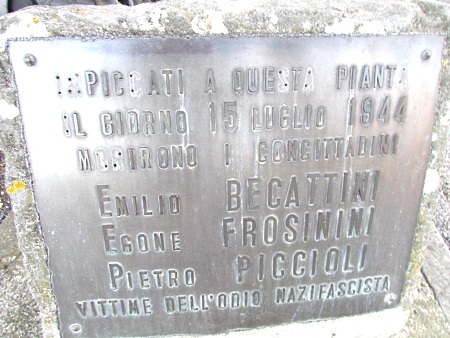 IMPICCATI A QUESTA PIANTA
IL GIORNO 15 LUGLIO 1944
MORIRONO I CONCITTADINI
EMILIO BECATTINI
EGONE FROSININI
PIETRO PICCIOLI
VITTIME DELL'ODIO NAZIFASCISTA